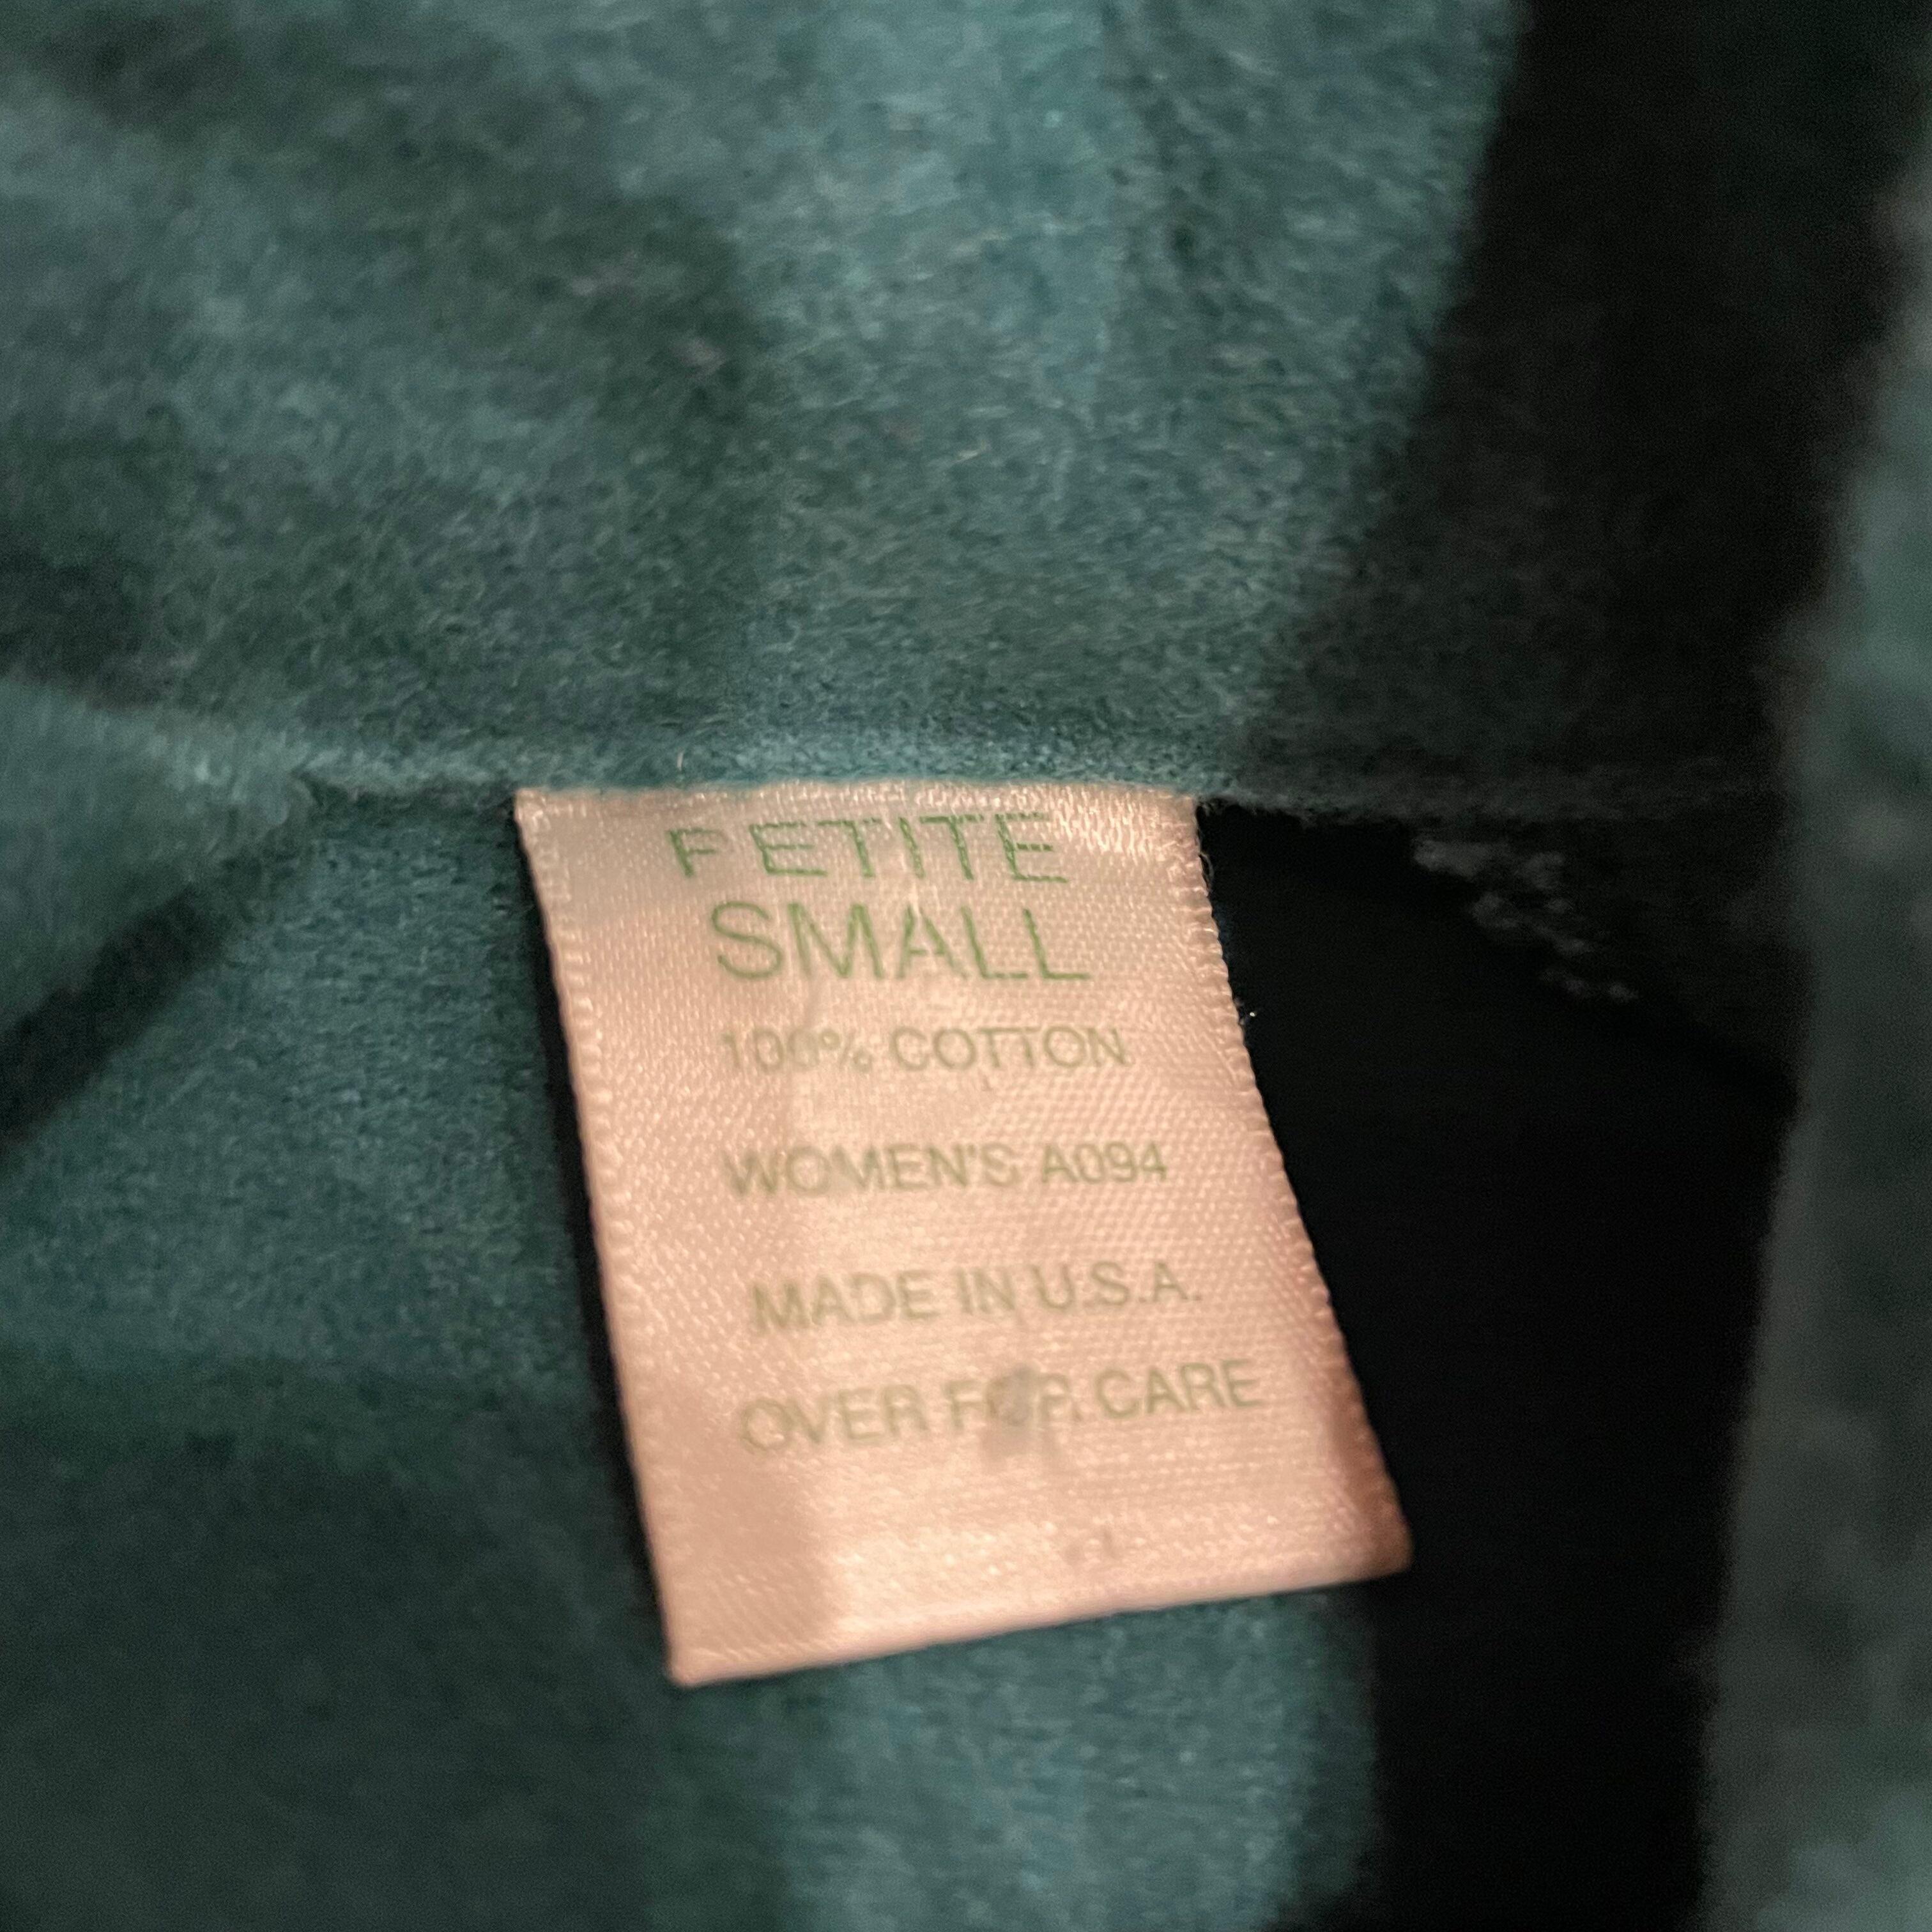 PETITE
SMALL
100% COTTON
WOMEN'S A094
MADE IN U.S.A.
OVER FOR CARE